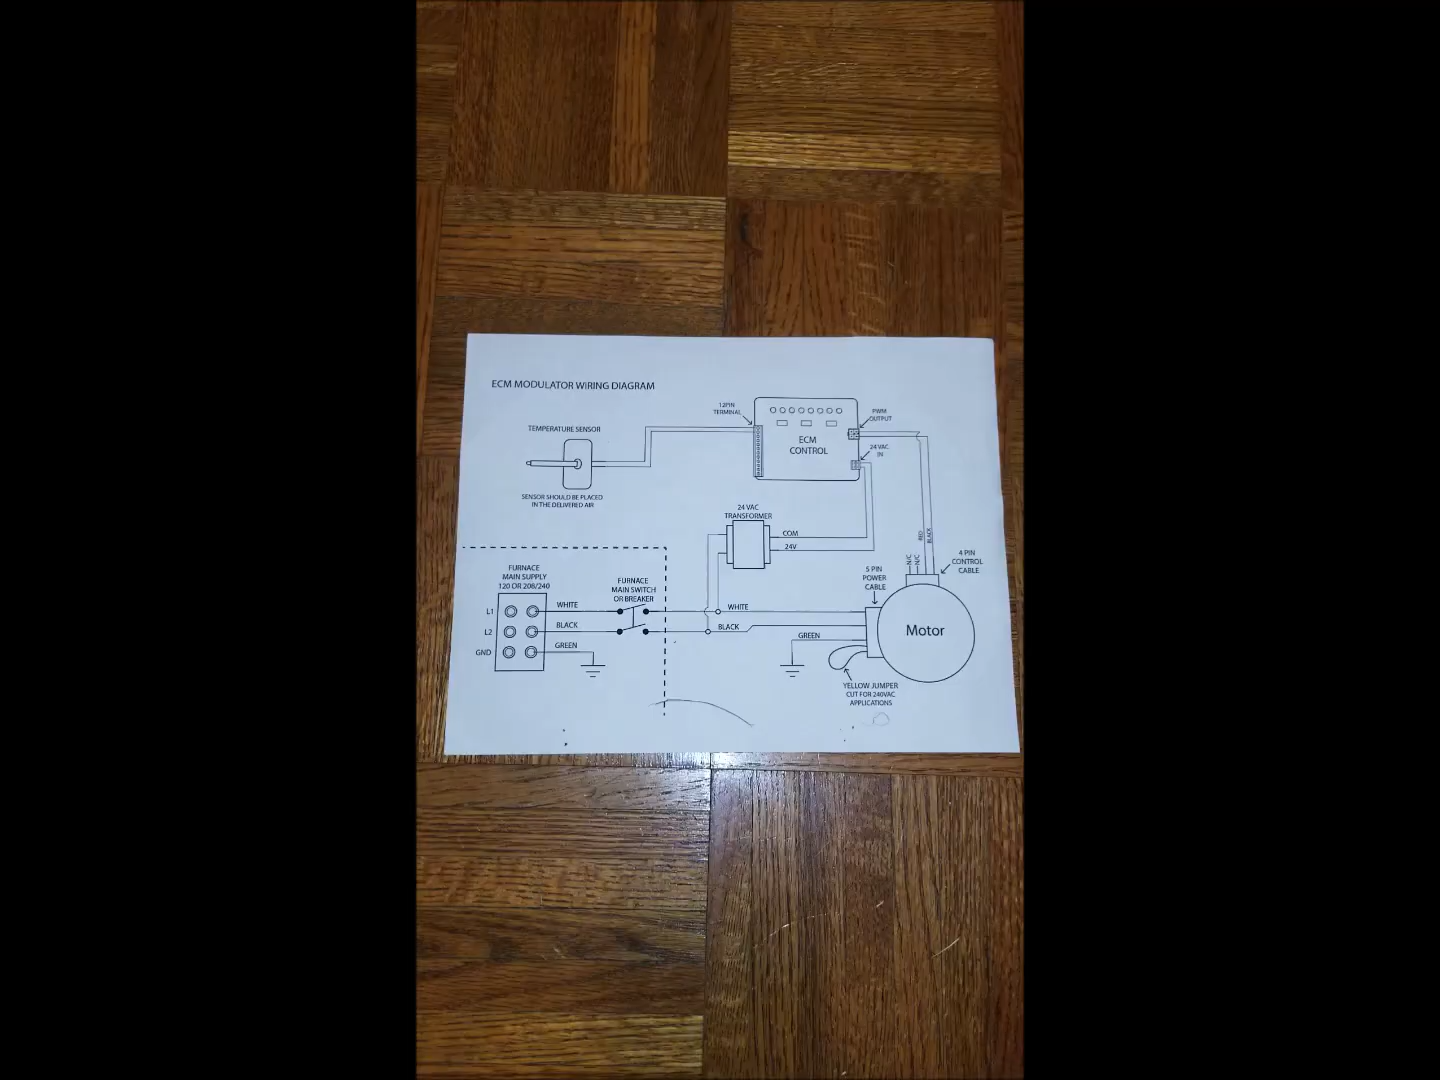 ECM MODULATOR WIRING DIAGRAM
12PIN
TERMINAL
PWM
OUTPUT
TEMPERATURE SENSOR
ECM
CONTROL
24 VAC
IN
SENSOR SHOULD BE PLACED
IN THE DELIVERED AIR
24 VAC
TRANSFORMER
COM
24V
RED
BLACK
N/C
N/C
4 PIN
CONTROL
CABLE
5 PIN
POWER
CABLE
FURNACE
MAIN SUPPLY
120 OR 208/240
FURNACE
MAIN SWITCH
OR BREAKER
L1
WHITE
WHITE
L2
BLACK
BLACK
GND
GREEN
GREEN
Motor
YELLOW JUMPER
CUT FOR 240VAC
APPLICATIONS